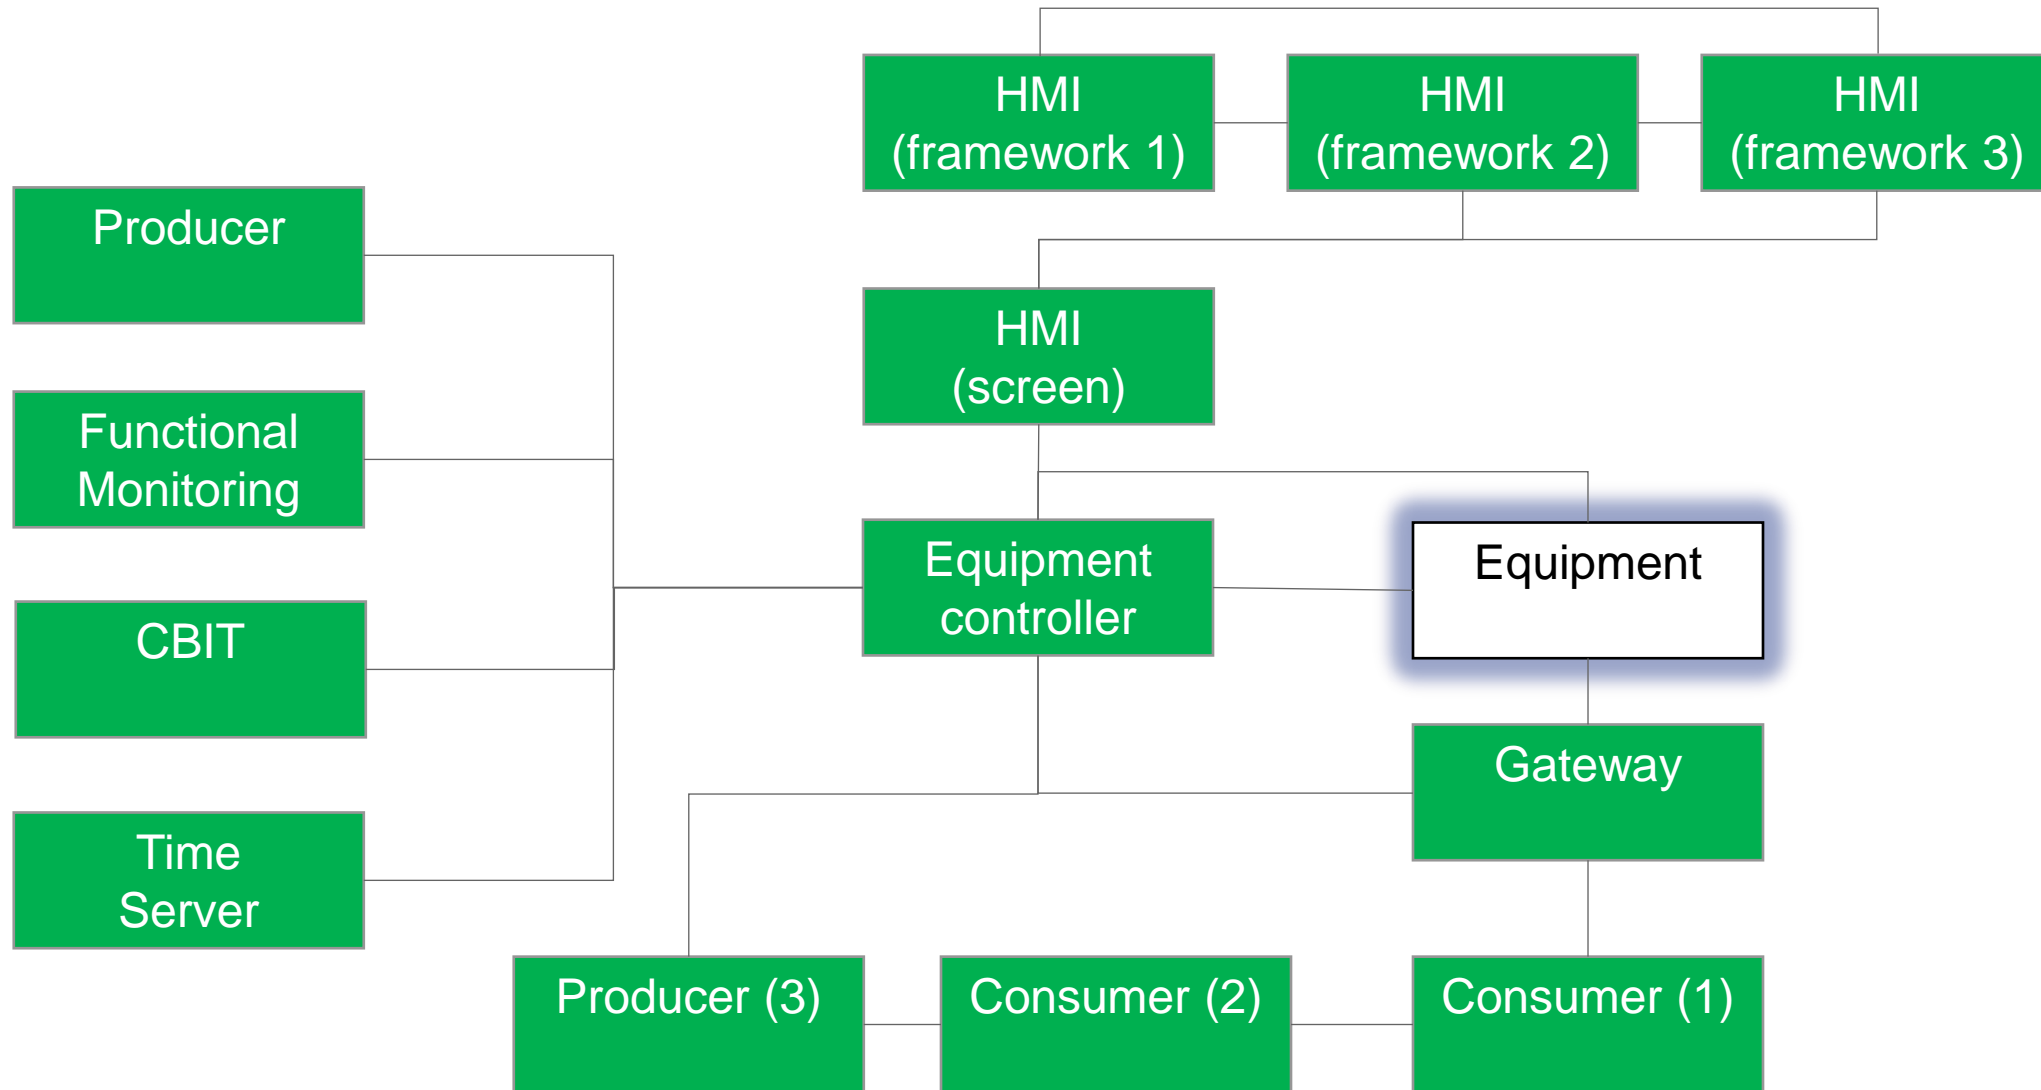 HMI
(framework 1)
HMI
(framework 2)
HMI
(framework 3)
Producer
HMI
(screen)
Functional
Monitoring
Equipment
controller
Equipment
CBIT
Gateway
Time
Server
Producer (3)
Consumer (2)
Consumer (1)